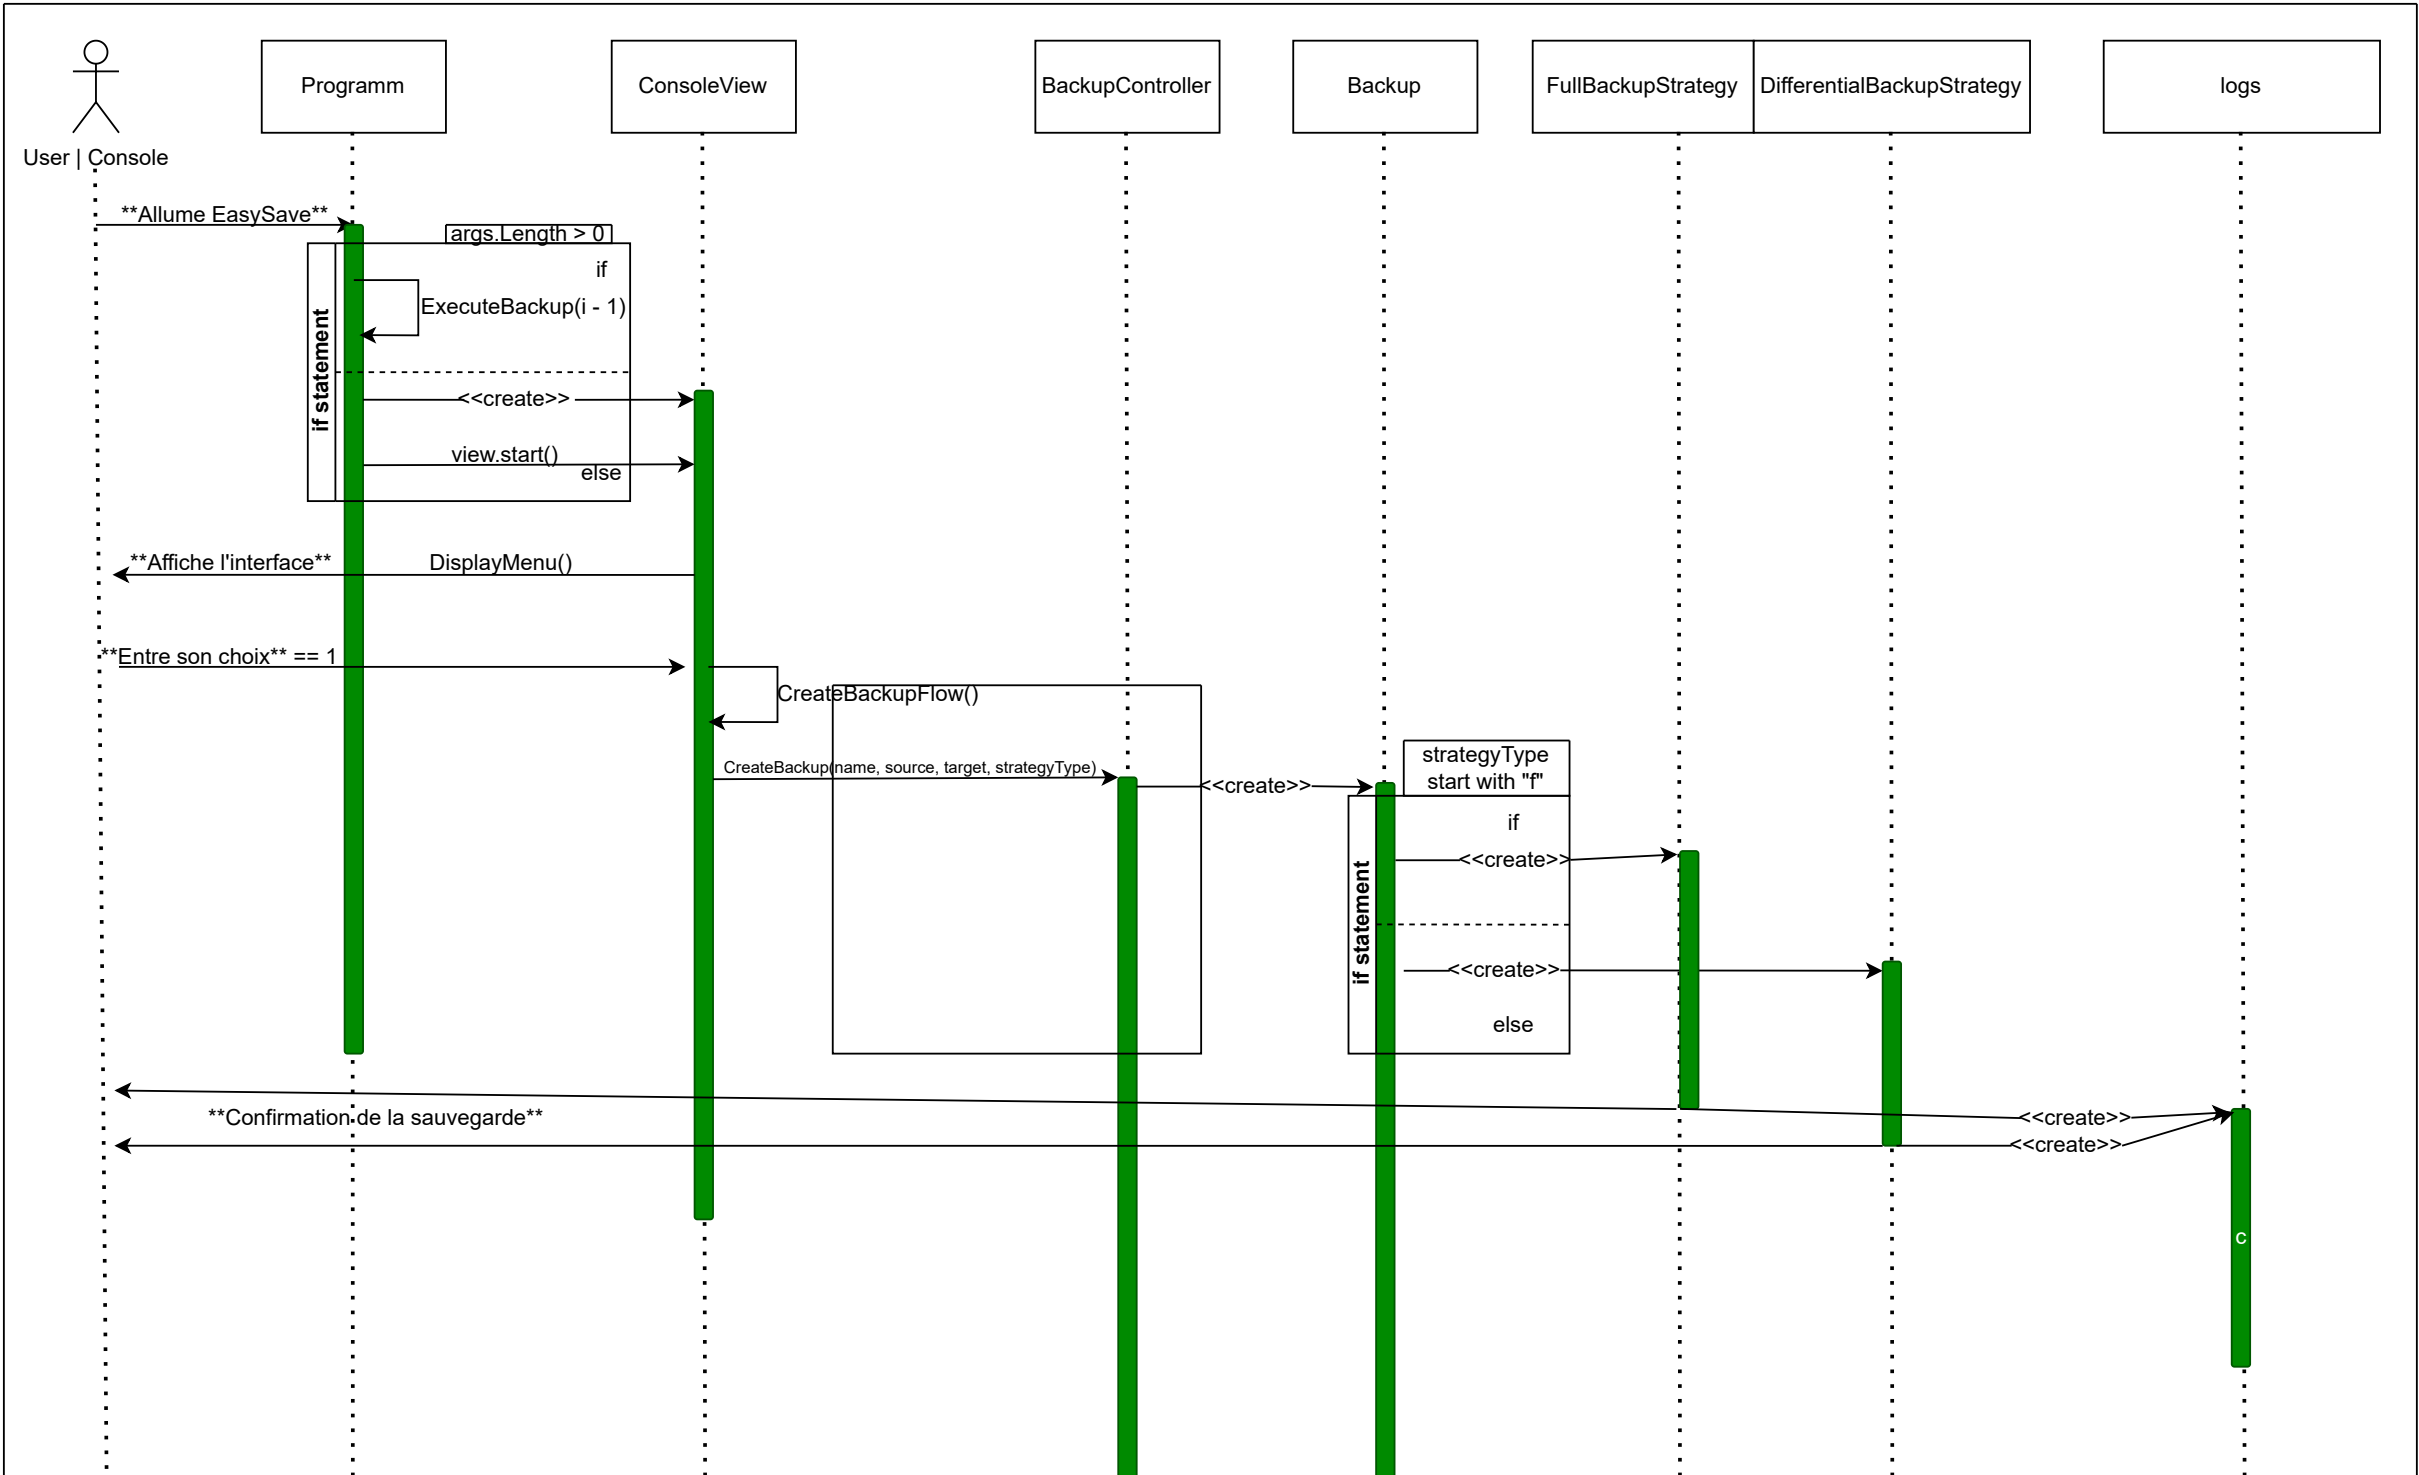 Programm
ConsoleView
BackupController
Backup
FullBackupStrategy
DifferentialBackupStrategy
logs
User | Console
**Allume EasySave**
args.Length > 0
if
ExecuteBackup(i - 1)
if statement
<<create>>
view.start()
else
**Affiche l'interface**
DisplayMenu()
**Entre son choix** == 1
CreateBackupFlow()
CreateBackup(name, source, target, strategyType)
<<create>>
strategyType
start with "f"
if
<<create>>
if statement
<<create>>
else
**Confirmation de la sauvegarde**
<<create>>
<<create>>
c